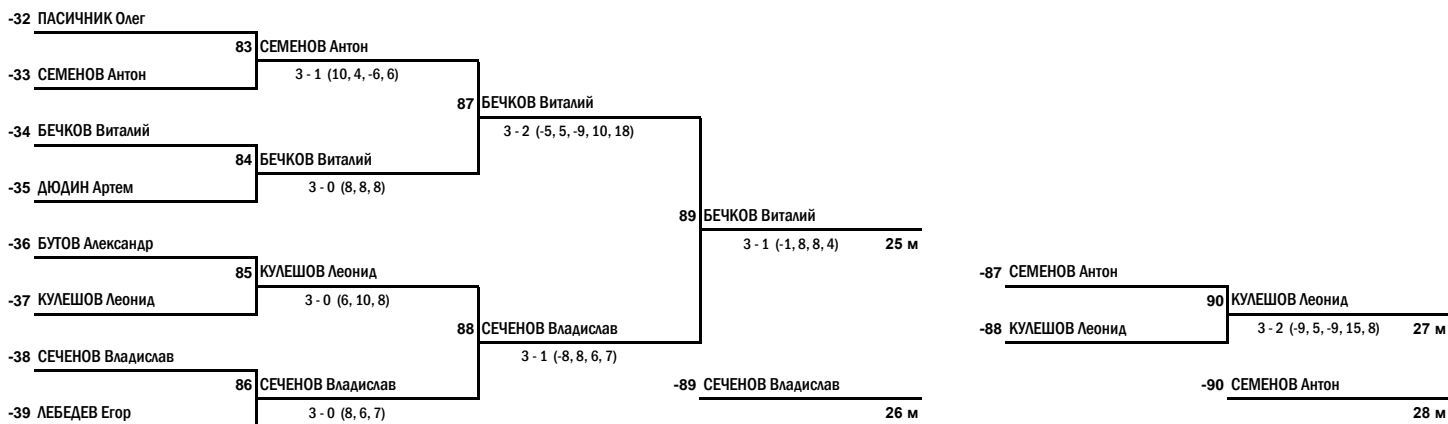 -32 ПАСИЧНИК Олег
83 СЕМЕНОВ Антон
-33 СЕМЕНОВ Антон
3 - 1 (10, 4, -6, 6)
87 БЕЧКОВ Виталий
-34 БЕЧКОВ Виталий
3 - 2 (-5, 5, -9, 10, 18)
84 БЕЧКОВ Виталий
-35 ДЮДИН Артем
3 - 0 (8, 8, 8)
89 БЕЧКОВ Виталий
-36 БУТОВ Александр
3 - 1 (-1, 8, 8, 4) 25 м
85 КУЛЕШОВ Леонид
-87 СЕМЕНОВ Антон
-37 КУЛЕШОВ Леонид
3 - 0 (6, 10, 8)
90 КУЛЕШОВ Леонид
88 СЕЧЕНОВ Владислав
-88 КУЛЕШОВ Леонид
3 - 2 (-9, 5, -9, 15, 8) 27 м
-38 СЕЧЕНОВ Владислав
3 - 1 (-8, 8, 6, 7)
86 СЕЧЕНОВ Владислав
-89 СЕЧЕНОВ Владислав
-90 СЕМЕНОВ Антон
-39 ЛЕБЕДЕВ Егор
3 - 0 (8, 6, 7)
26 м
28 м